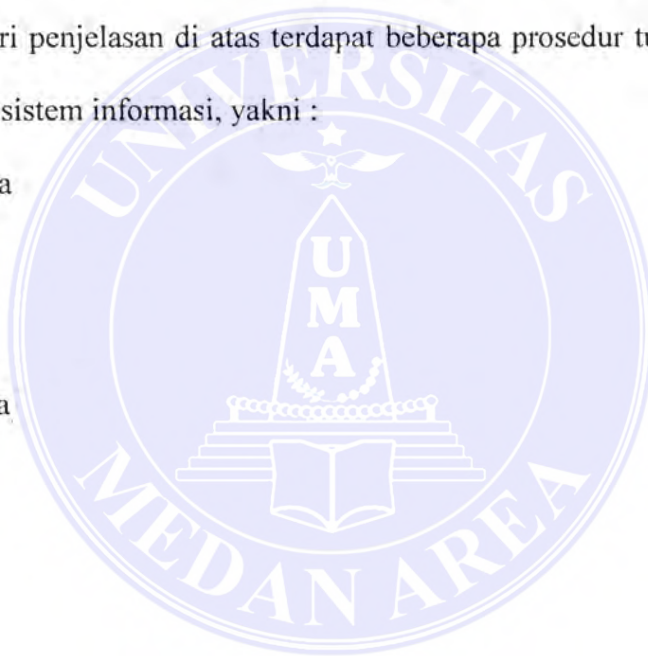 ri penjelasan di atas terdapat beberapa prosedur tu
sistem informasi, yakni :
a
a
UNIVERSITAS
U
M
A
MEDAN AREA